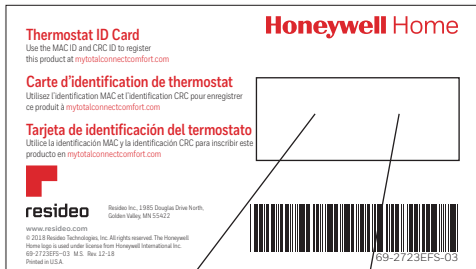 Thermostat ID Card
Use the MAC ID and CRC ID to register
this product at mytotalconnectcomfort.com
Honeywell Home
Carte d'identification de thermostat
Utilisez l'identification MAC et l'identification CRC pour enregistrer
ce produit à mytotalconnectcomfort.com
Tarjeta de identificación del termostato
Utilice la identificación MAC y la identificación CRC para inscribir este
producto en mytotalconnectcomfort.com
resideo
Resideo Inc., 1985 Douglas Drive North,
Golden Valley, MN 55422
www.resideo.com
© 2018 Resideo Technologies, Inc. All rights reserved. The Honeywell
Home logo is used under license from Honeywell International Inc.
69-2723EFS-03 M.S. Rev. 12-18
Printed in U.S.A.
69-2723EFS-03